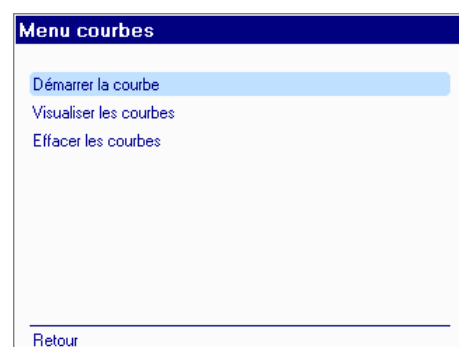 Menu courbes
Démarrer la courbe
Visualiser les courbes
Effacer les courbes
Retour